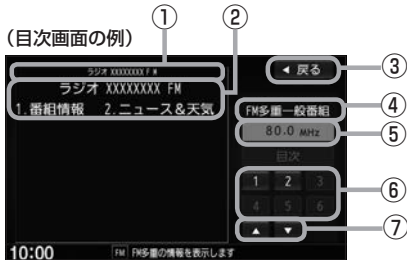 ① ②
(目次画面の例)
ラジオ XXXXXXXX FM
◀ 戻る ③
ラジオ XXXXXXXX FM
1.番組情報 2.ニュース&天気
FM多重一般番組 ④
80.0 MHz ⑤
目次
1 2 3
4 5 6 ⑥
▲ ▼ ⑦
10:00 FM FM多重の情報を表示します